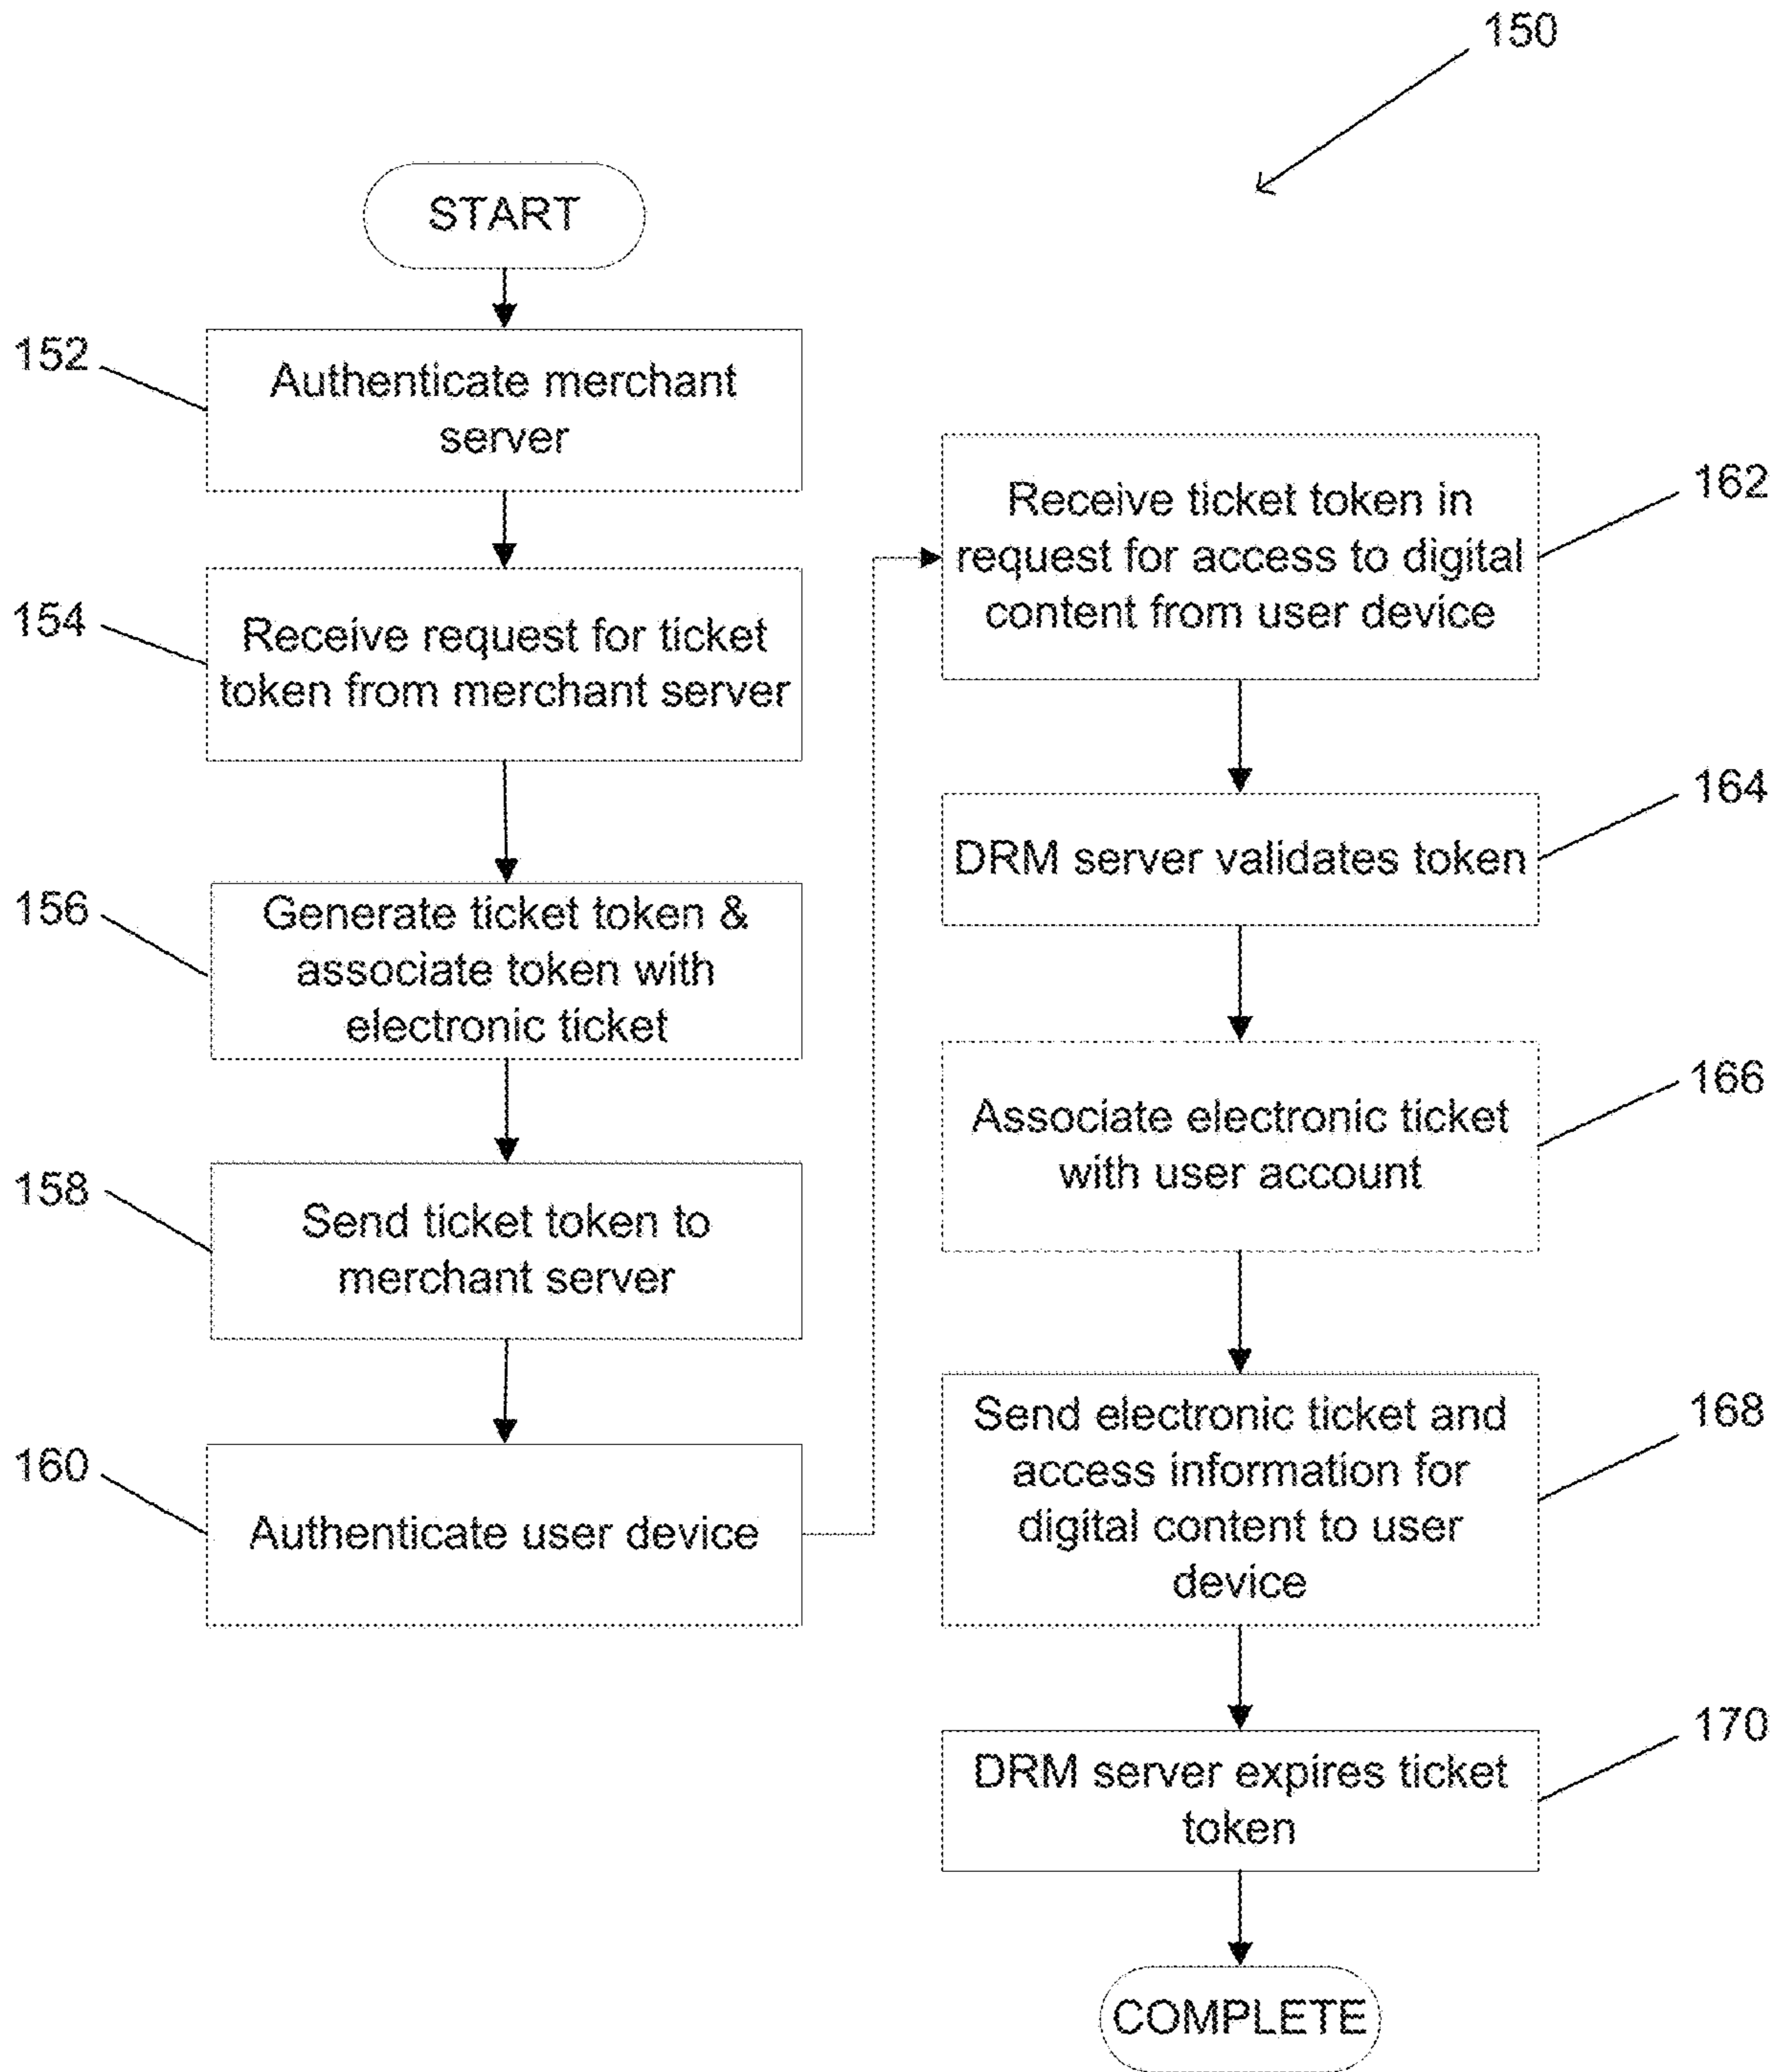 150
START
152
Authenticate merchant
server
154
Receive request for ticket
token from merchant server
156
Generate ticket token &
associate token with
electronic ticket
158
Send ticket token to
merchant server
160
Authenticate user device
162
Receive ticket token in
request for access to digital
content from user device
164
DRM server validates token
166
Associate electronic ticket
with user account
168
Send electronic ticket and
access information for
digital content to user
device
170
DRM server expires ticket
token
COMPLETE